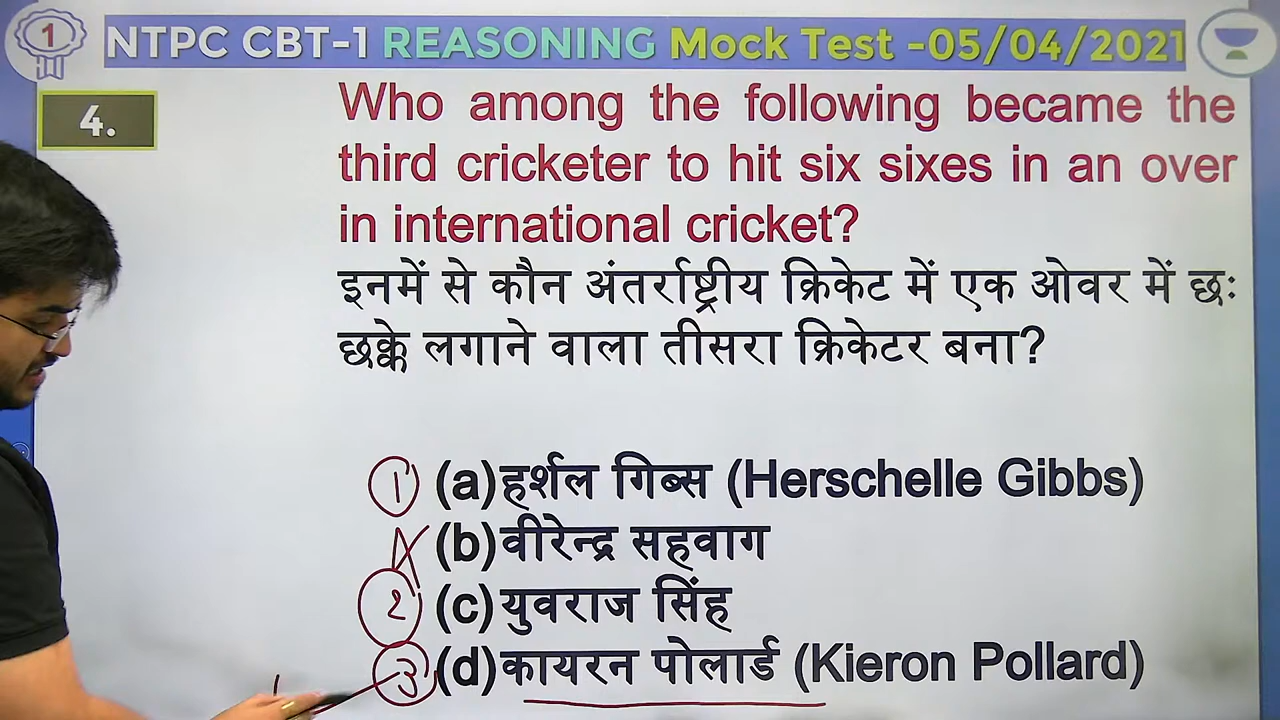 1 NTPC CBT-1 REASONING Mock Test -05/04/2021
4.
Who among the following became the
third cricketer to hit six sixes in an over
in international cricket?
इनमें से कौन अंतर्राष्ट्रीय क्रिकेट में एक ओवर में छः
छक्के लगाने वाला तीसरा क्रिकेटर बना?
1 (a) हर्शल गिब्स (Herschelle Gibbs)
(b) वीरेन्द्र सहवाग
2 (c) युवराज सिंह
3 (d) कायरन पोलार्ड (Kieron Pollard)